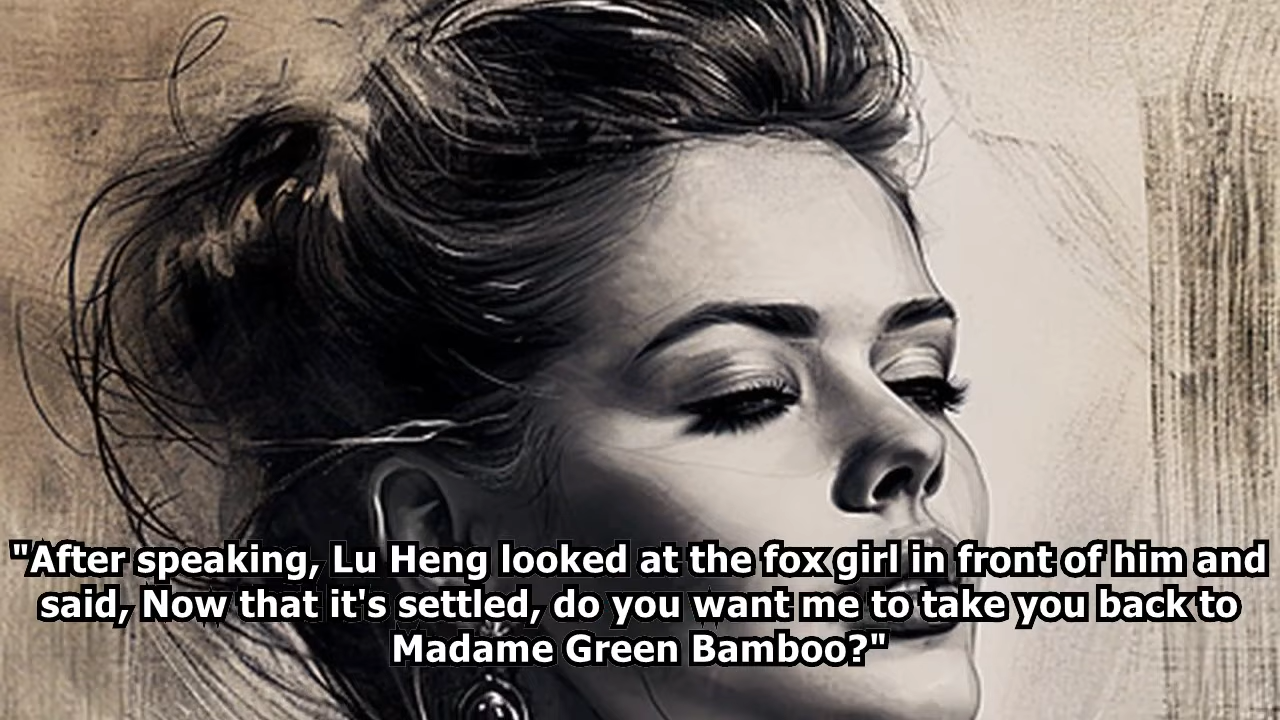 "After speaking, Lu Heng looked at the fox girl in front of him and
said, Now that it's settled, do you want me to take you back to
Madame Green Bamboo?"